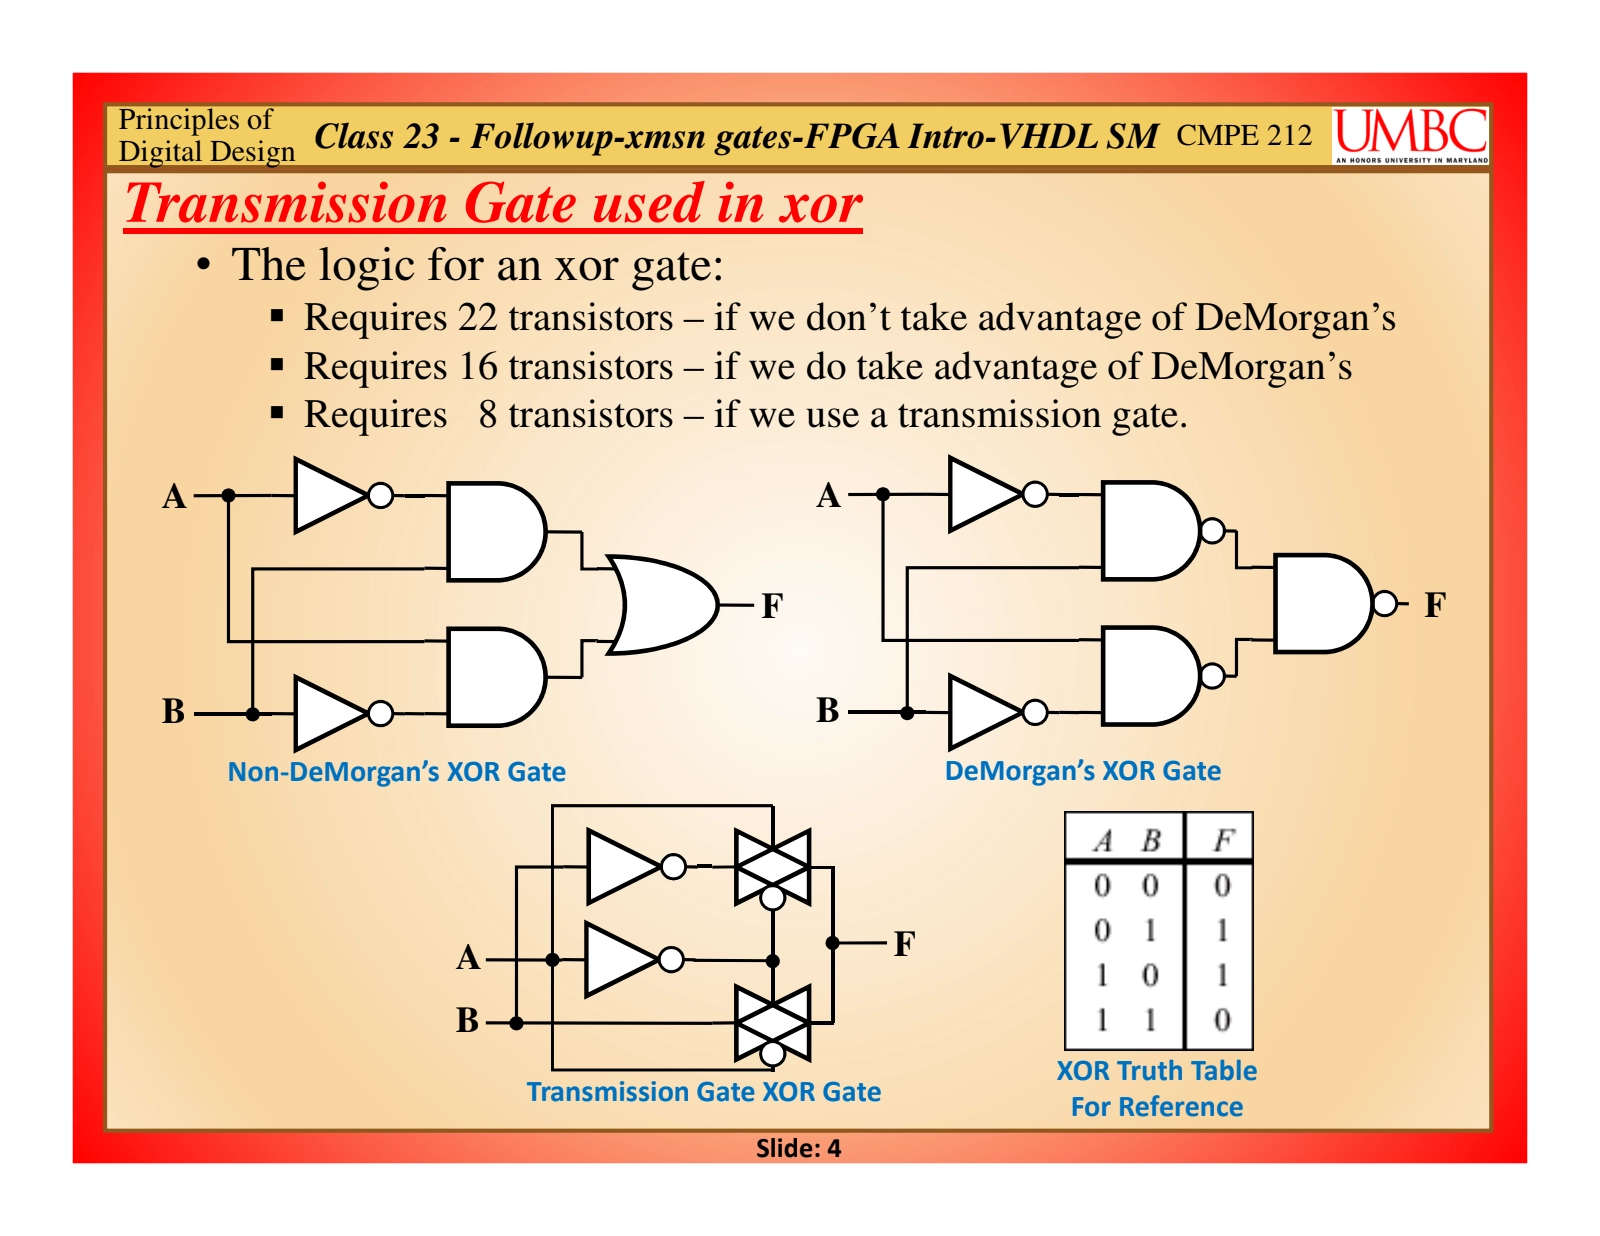 Principles of
Digital Design
Class 23 - Followup-xmsn gates-FPGA Intro-VHDL SM
CMPE 212
UMBC
AN HONORS UNIVERSITY IN MARYLAND
Transmission Gate used in xor
• The logic for an xor gate:
▪ Requires 22 transistors – if we don’t take advantage of DeMorgan’s
▪ Requires 16 transistors – if we do take advantage of DeMorgan’s
▪ Requires 8 transistors – if we use a transmission gate.
A
B
F
Non-DeMorgan’s XOR Gate
A
B
F
DeMorgan’s XOR Gate
A
B
F
Transmission Gate XOR Gate
A B F
0 0 0
0 1 1
1 0 1
1 1 0
XOR Truth Table
For Reference
Slide: 4